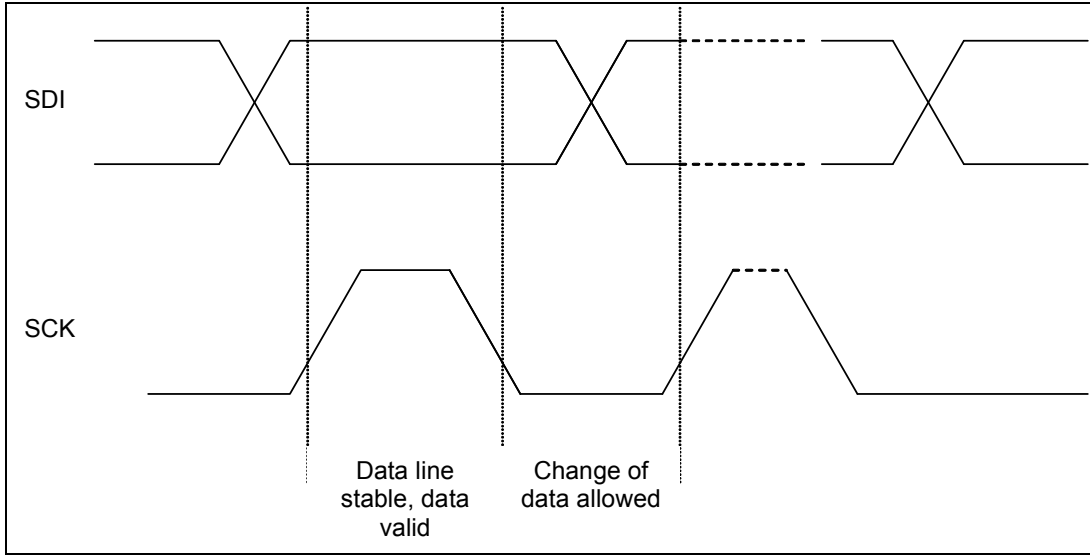 SDI
SCK
Data line
stable, data
valid
Change of
data allowed